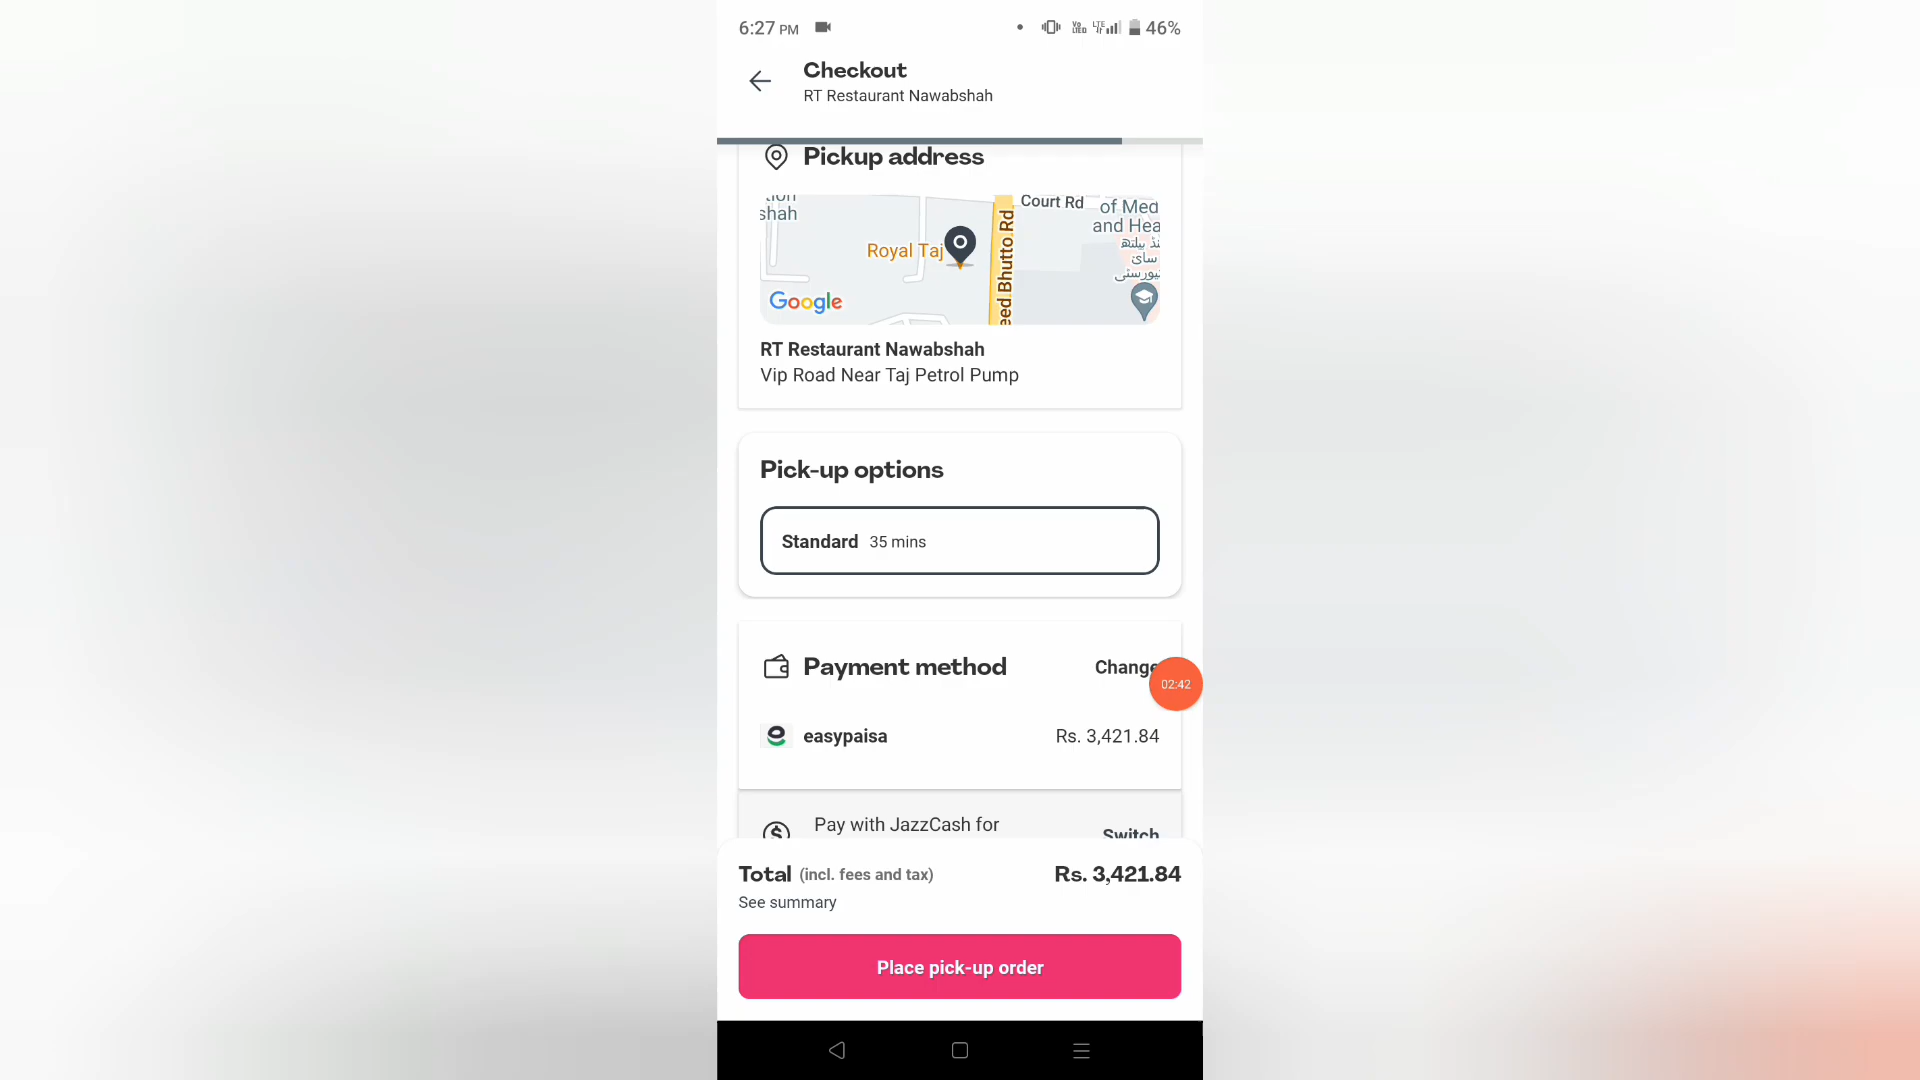 6:27 PM
46%
Checkout
RT Restaurant Nawabshah
Pickup address
Court Rd
shah
of Med
and Hea
Royal Taj
eed Bhutto Rd
Google
RT Restaurant Nawabshah
Vip Road Near Taj Petrol Pump
Pick-up options
Standard 35 mins
Payment method
Change
02:42
easypaisa
Rs. 3,421.84
Pay with JazzCash for
Switch
Total (incl. fees and tax)
Rs. 3,421.84
See summary
Place pick-up order